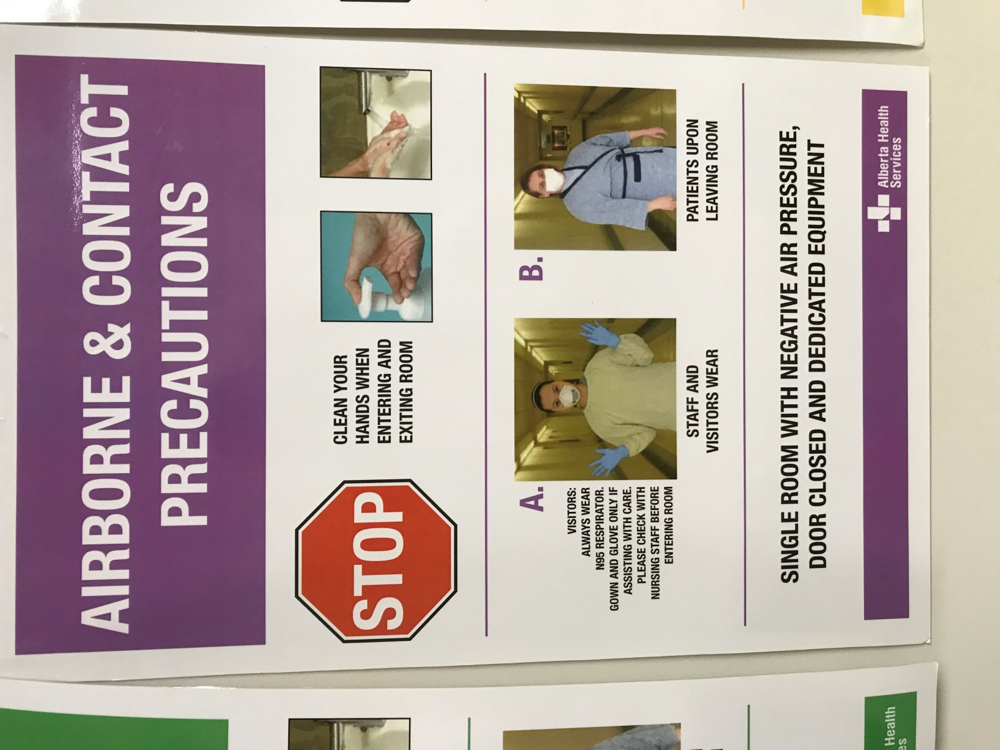 AIRBORNE & CONTACT
PRECAUTIONS
STOP
CLEAN YOUR
HANDS WHEN
ENTERING AND
EXITING ROOM
A.
VISITORS:
ALWAYS WEAR
N95 RESPIRATOR.
GOWN AND GLOVE ONLY IF
ASSISTING WITH CARE.
PLEASE CHECK WITH
NURSING STAFF BEFORE
ENTERING ROOM
STAFF AND
VISITORS WEAR
B.
PATIENTS UPON
LEAVING ROOM
SINGLE ROOM WITH NEGATIVE AIR PRESSURE,
DOOR CLOSED AND DEDICATED EQUIPMENT
Alberta Health
Services
Health
es